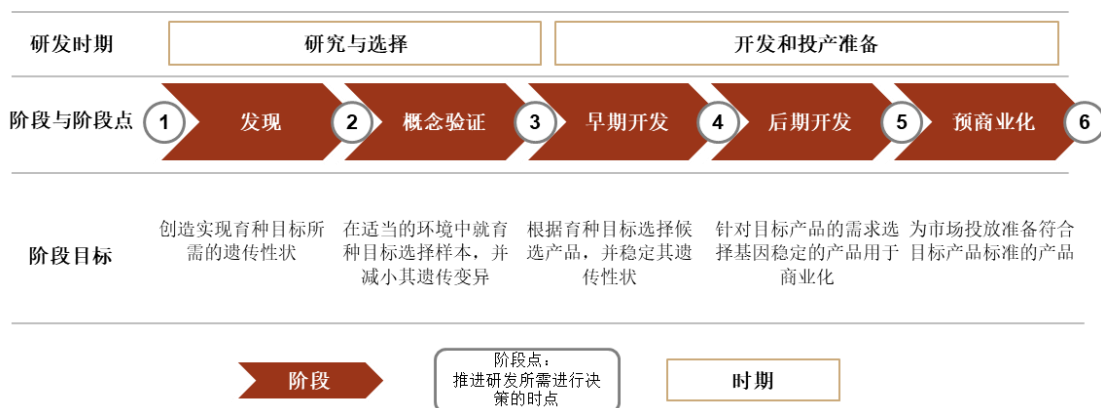 研发时期
研究与选择
开发和投产准备
阶段与阶段点
1
发现
2
概念验证
3
早期开发
4
后期开发
5
预商业化
6
阶段目标
创造实现育种目标所
需的遗传性状
在适当的环境中就育
种目标选择样本，并
减小其遗传变异
根据育种目标选择候
选产品，并稳定其遗
传性状
针对目标产品的需求选
择基因稳定的产品用于
商业化
为市场投放准备符合
目标产品标准的产品
阶段
阶段点：
推进研发所需进行决
策的时点
时期